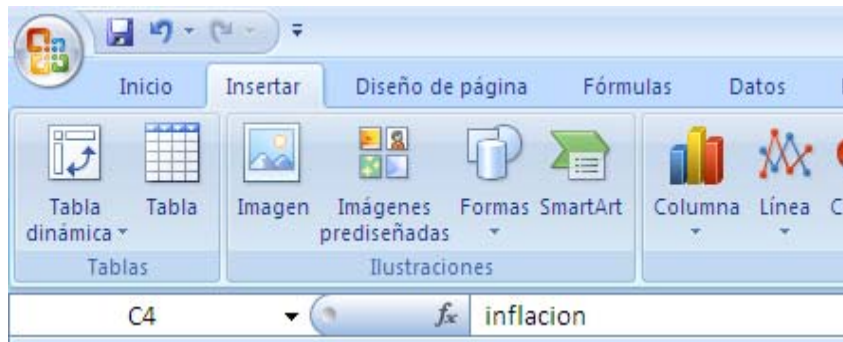 Inicio Insertar Diseño de página Fórmulas Datos
Tabla dinámica Tabla Imagen Imágenes prediseñadas Formas SmartArt Columna Línea
Tablas Ilustraciones
C4 fx inflacion